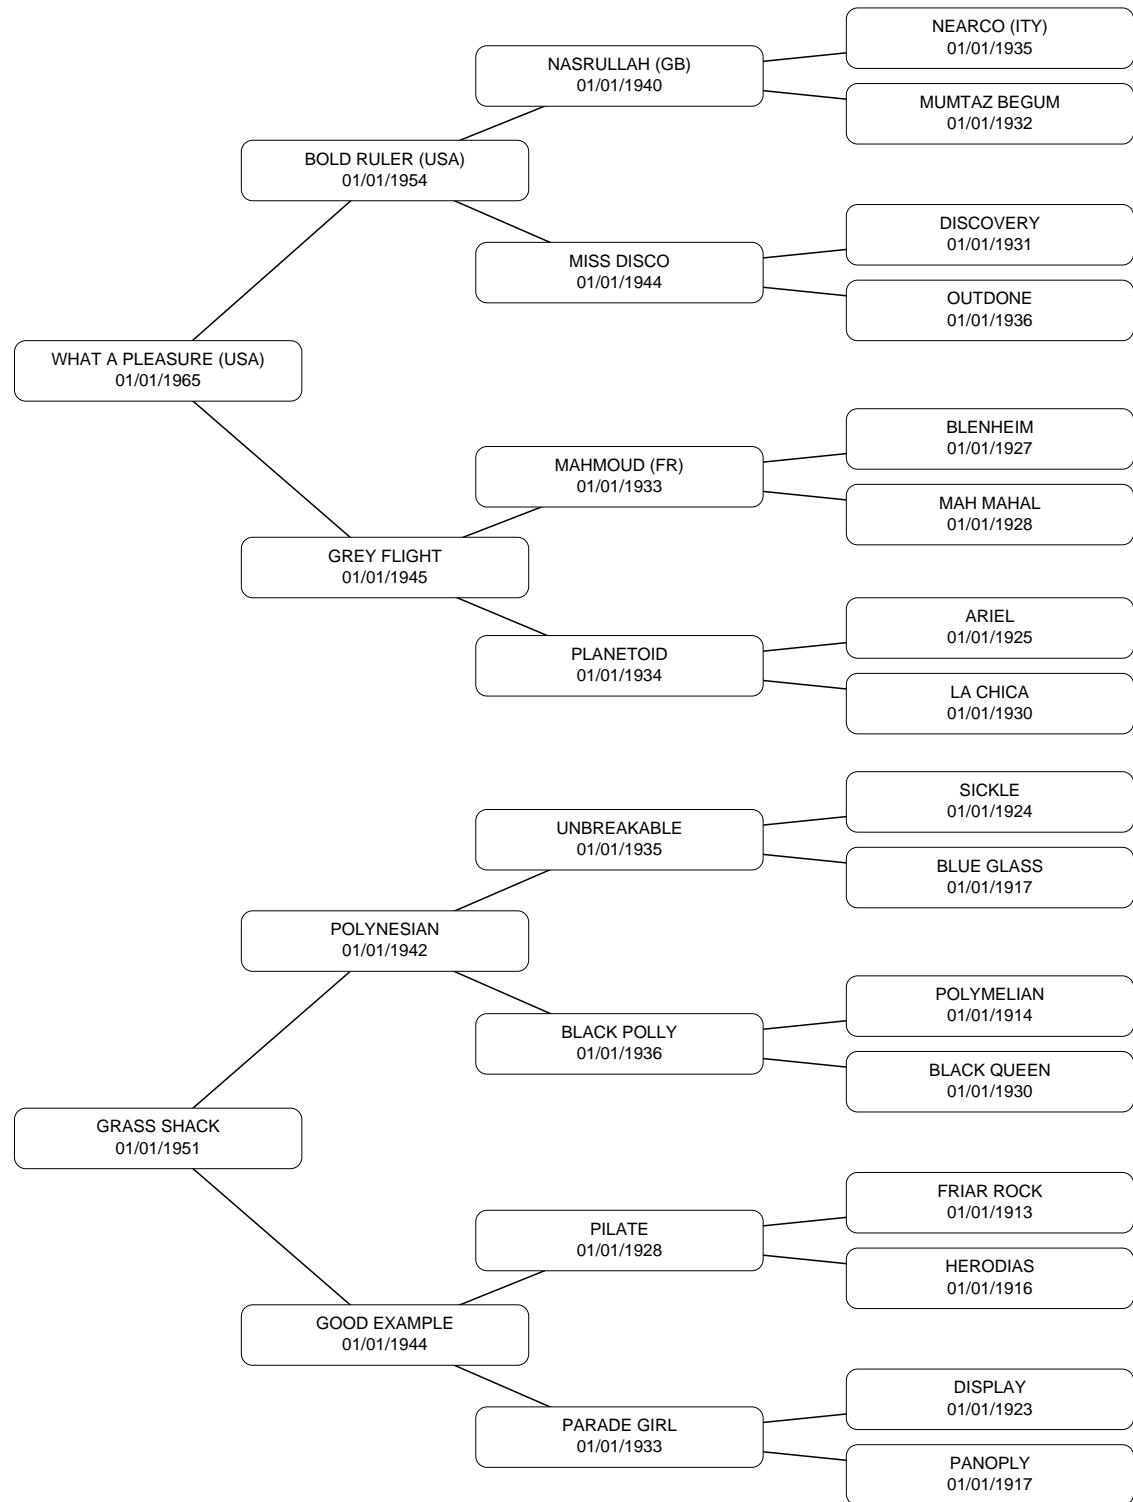 NEARCO (ITY)
01/01/1935
NASRULLAH (GB)
01/01/1940
MUMTAZ BEGUM
01/01/1932
BOLD RULER (USA)
01/01/1954
DISCOVERY
01/01/1931
MISS DISCO
01/01/1944
OUTDONE
01/01/1936
WHAT A PLEASURE (USA)
01/01/1965
BLENHEIM
01/01/1927
MAHMOUD (FR)
01/01/1933
MAH MAHAL
01/01/1928
GREY FLIGHT
01/01/1945
ARIEL
01/01/1925
PLANETOID
01/01/1934
LA CHICA
01/01/1930
SICKLE
01/01/1924
UNBREAKABLE
01/01/1935
BLUE GLASS
01/01/1917
POLYNESIAN
01/01/1942
POLYMELIAN
01/01/1914
BLACK POLLY
01/01/1936
BLACK QUEEN
01/01/1930
GRASS SHACK
01/01/1951
FRIAR ROCK
01/01/1913
PILATE
01/01/1928
HERODIAS
01/01/1916
GOOD EXAMPLE
01/01/1944
DISPLAY
01/01/1923
PARADE GIRL
01/01/1933
PANOPLY
01/01/1917